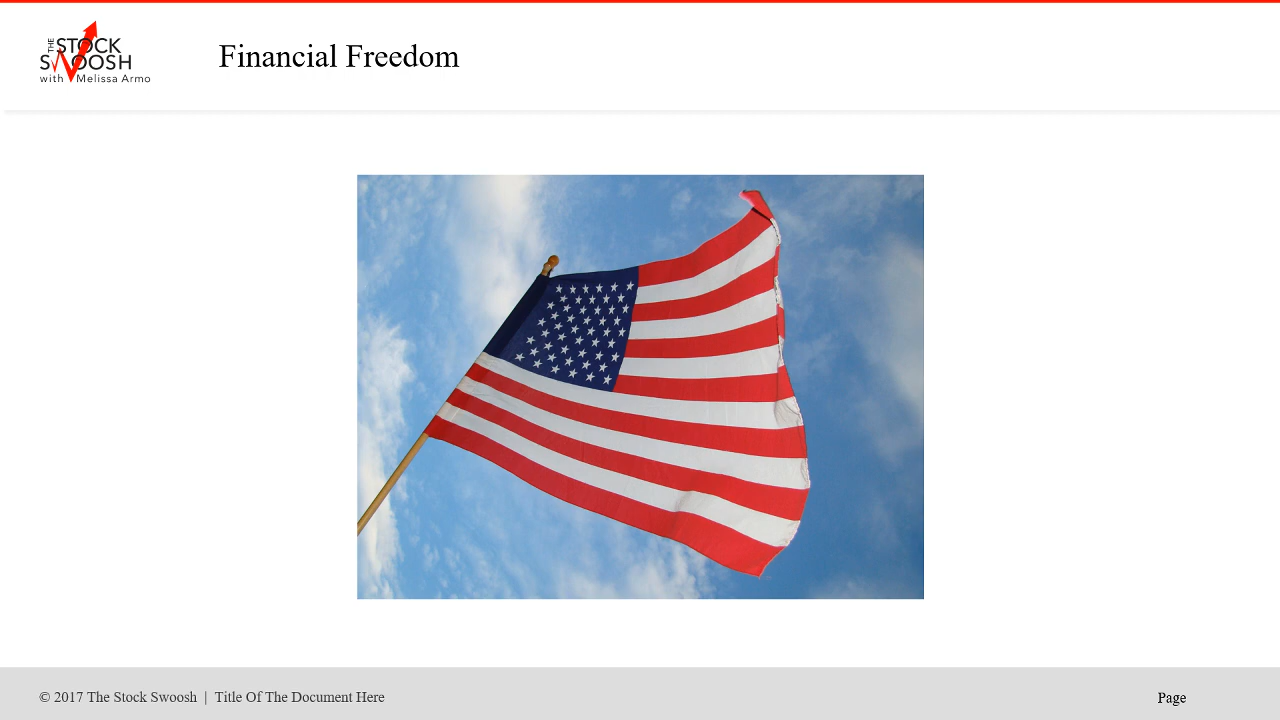 THE STOCK
SWOOSH
with Melissa Armo
Financial Freedom
© 2017 The Stock Swoosh | Title Of The Document Here
Page